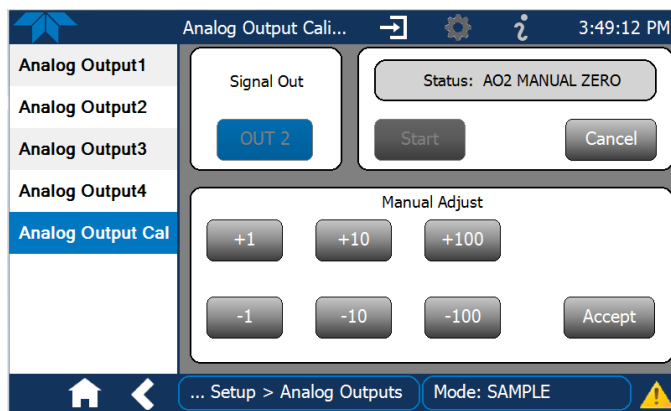 Analog Output Cali... 3:49:12 PM
Analog Output1
Analog Output2
Analog Output3
Analog Output4
Analog Output Cal
Signal Out
OUT 2
Status: AO2 MANUAL ZERO
Start Cancel
Manual Adjust
+1 +10 +100
-1 -10 -100 Accept
... Setup > Analog Outputs Mode: SAMPLE